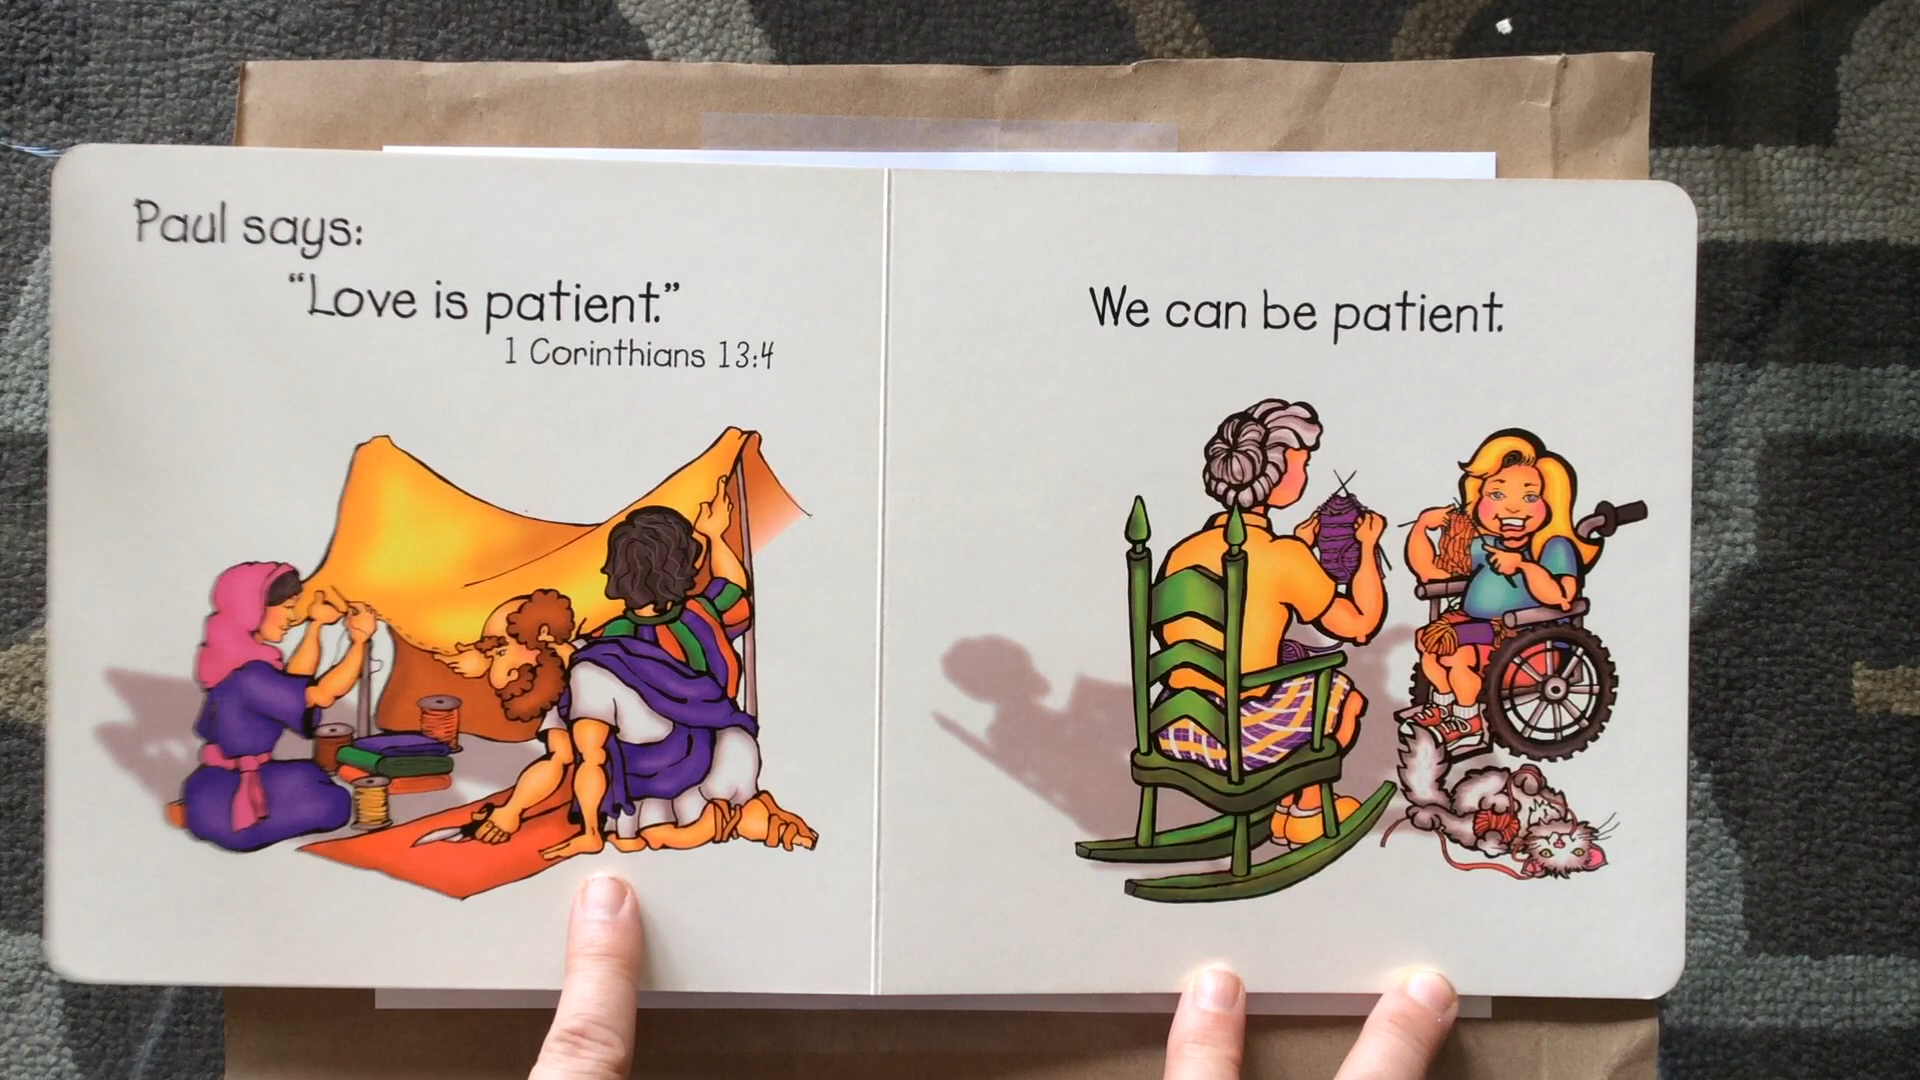 Paul says:
“Love is patient.”
1 Corinthians 13:4
We can be patient.